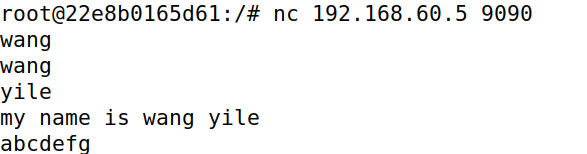 root@22e8b0165d61:/# nc 192.168.60.5 9090
wang
wang
yile
my name is wang yile
abcdefg